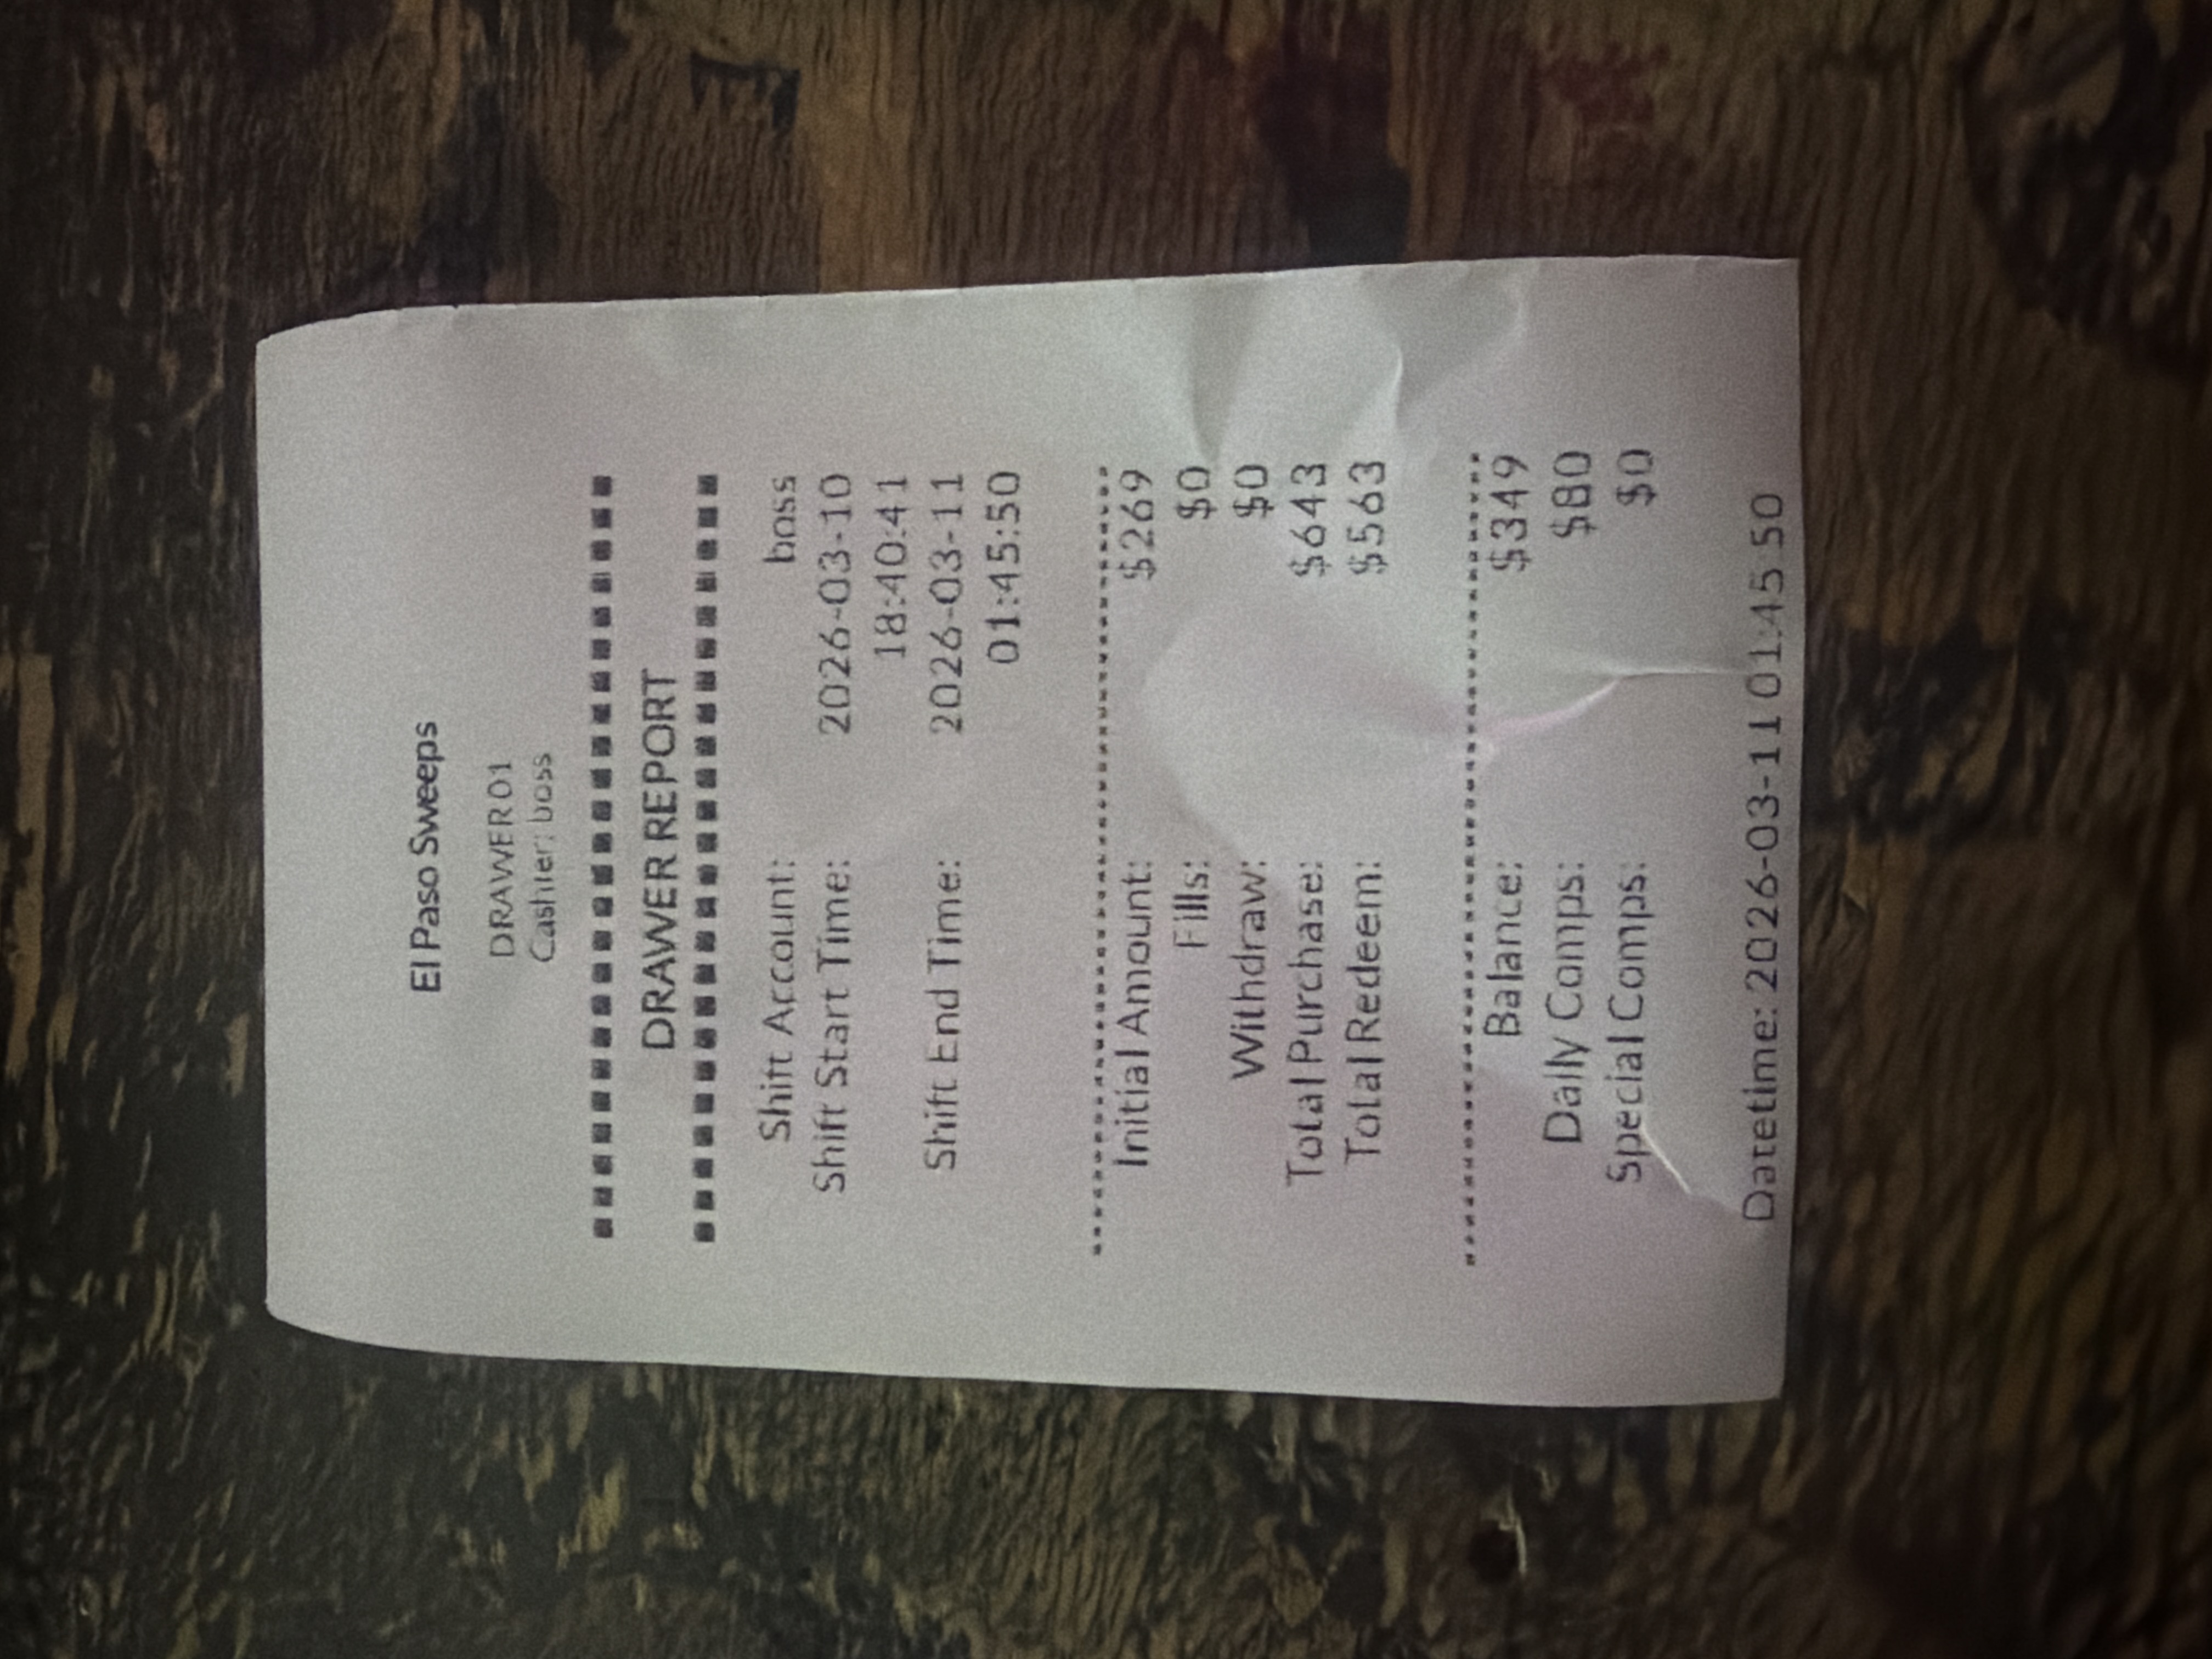 El Paso Sweeps
DRAWER01
Cashier: boss
DRAWER REPORT
Shift Account: boss
Shift Start Time: 2026-03-10
18:40:41
Shift End Time: 2026-03-11
01:45:50
Initial Amount: $269
Fills: $0
Withdraw: $0
Total Purchase: $643
Total Redeem: $563
Balance: $349
Daily Comps: $80
Special Comps: $0
Datetime: 2026-03-11 01:45:50